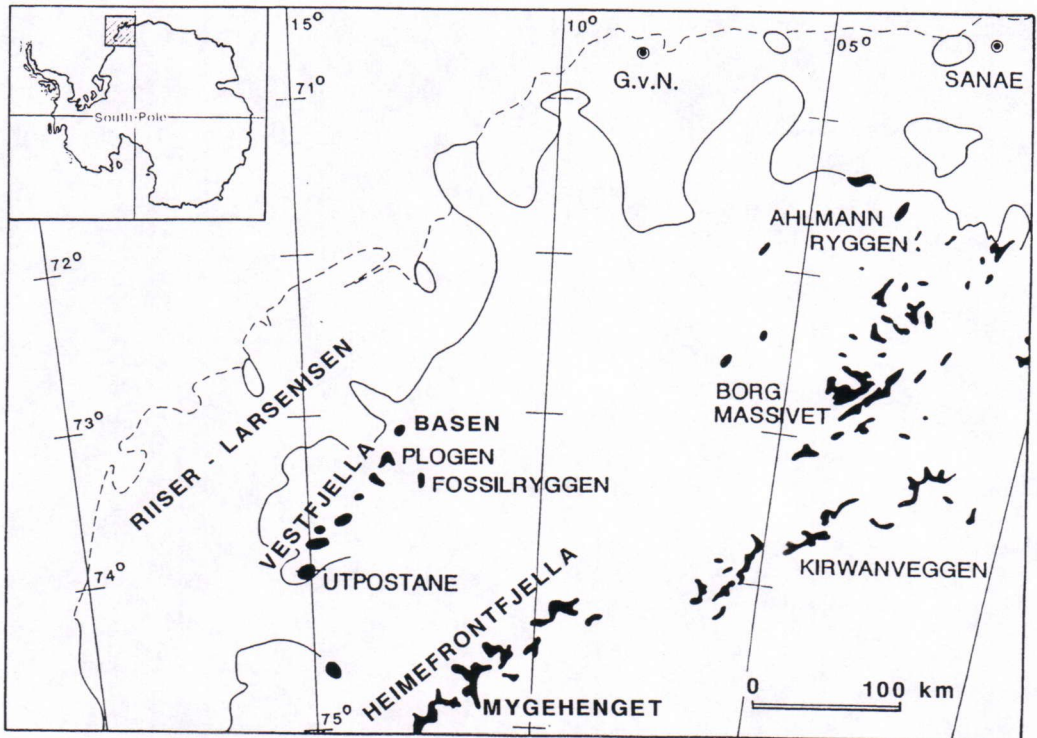 15°
10°
05°
G.v.N.
SANAE
71°
South-Pole
AHLMANN
RYGGEN
72°
RIISER - LARSENISEN
BORG
MASSIVET
73°
BASEN
PLOGEN
FOSSILRYGGEN
VESTFJELLA
KIRWANVEGGEN
74°
UTPOSTANE
HEIMEFRONTFJELLA
0 100 km
MYGEHENGET
75°